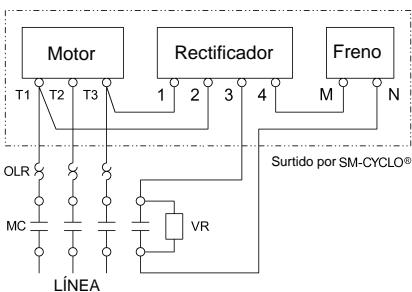 Motor Rectificador Freno
T1 T2 T3 1 2 3 4 M N
Surtido por SM-CYCLO®
OLR
MC VR
LÍNEA